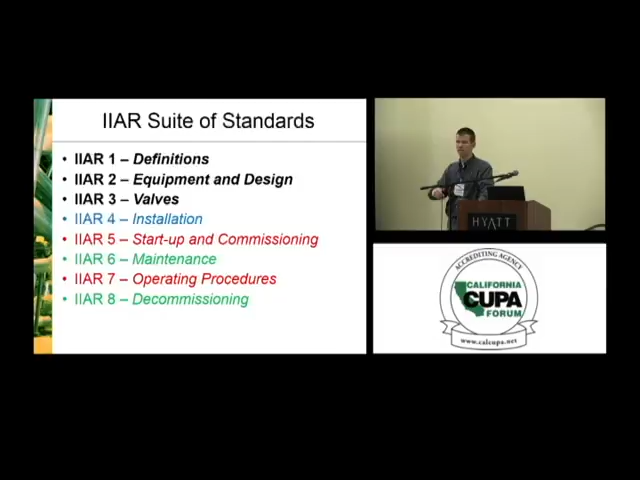 IIAR Suite of Standards
• IIAR 1 – Definitions
• IIAR 2 – Equipment and Design
• IIAR 3 – Valves
• IIAR 4 – Installation
• IIAR 5 – Start-up and Commissioning
• IIAR 6 – Maintenance
• IIAR 7 – Operating Procedures
• IIAR 8 – Decommissioning
HYATT
ACCREDITING AGENCY
CALIFORNIA
CUPA
FORUM
www.calcupa.net